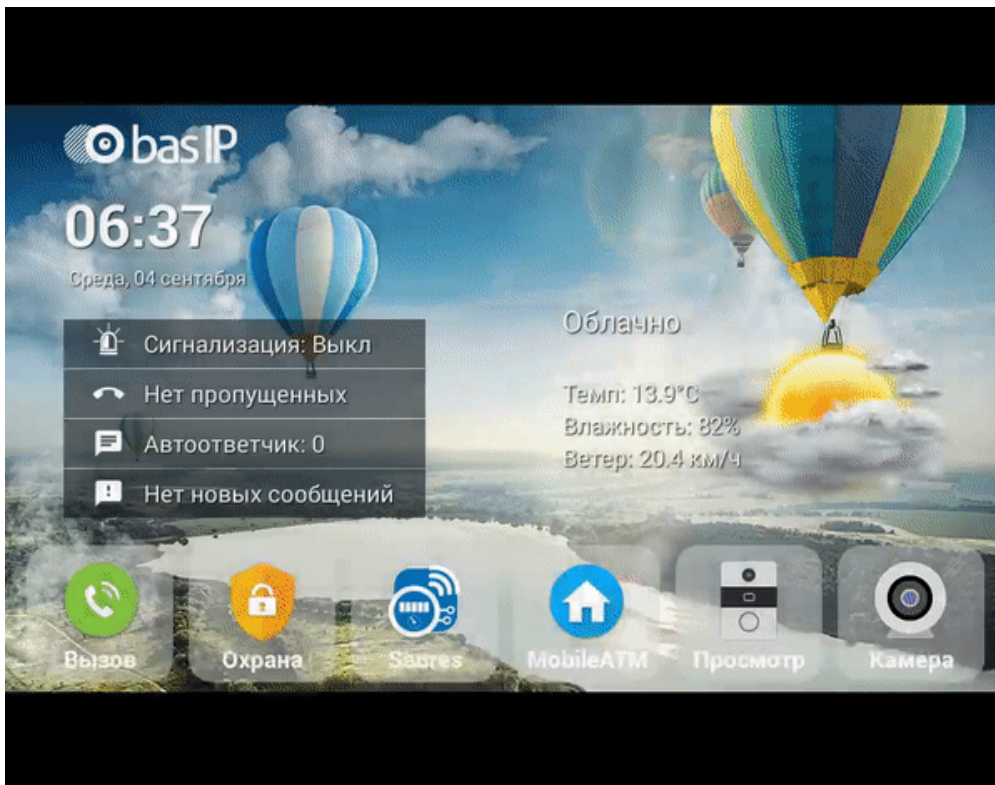 bas IP
06:37
Среда, 04 сентября
Сигнализация: Выкл
Нет пропущенных
Автоответчик: 0
Нет новых сообщений
Облачно
Темп: 13.9°C
Влажность: 82%
Ветер: 20.4 км/ч
Вызов
Охрана
MobileATM
Просмотр
Камера